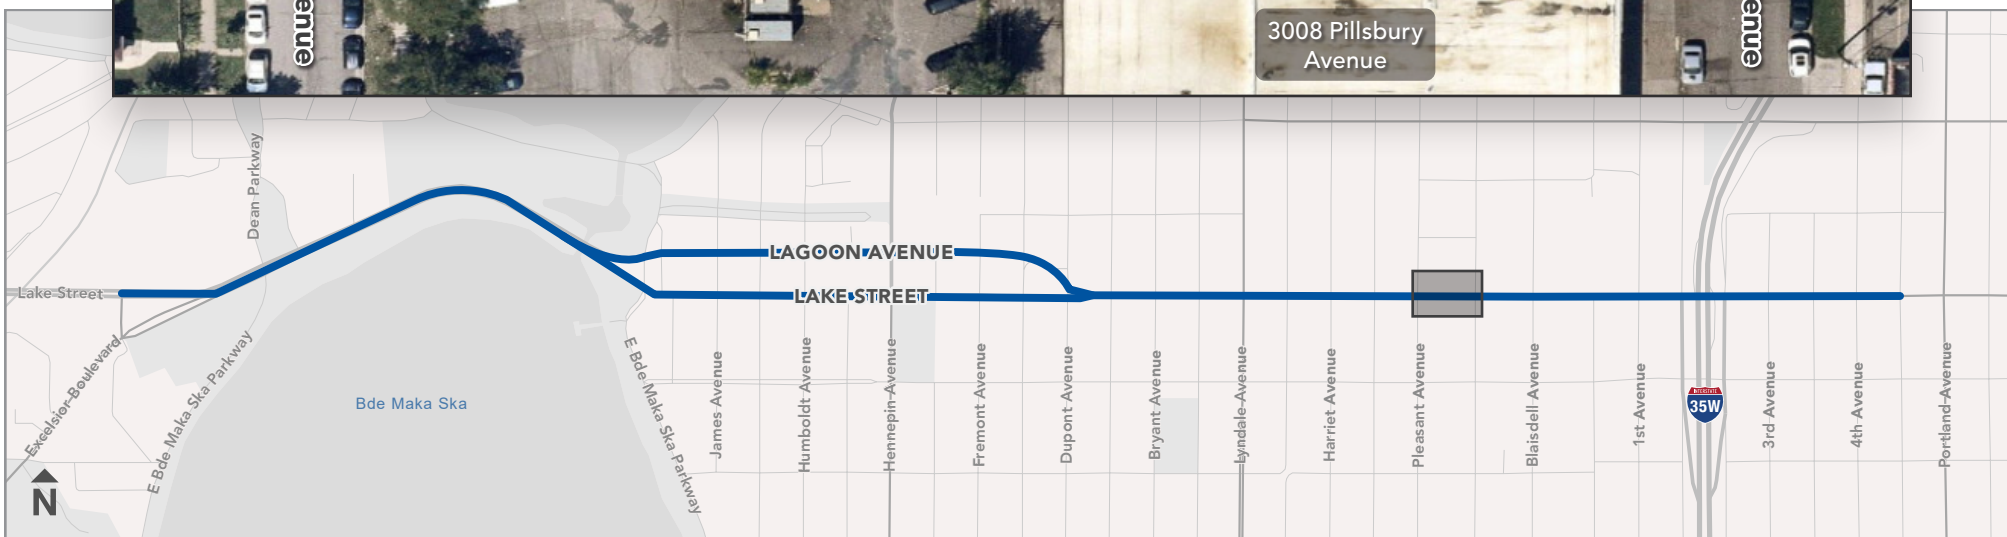 enue
3008 Pillsbury
Avenue
enue
Dean Parkway
LAGOON AVENUE
Lake Street
LAKE STREET
Excelsior Boulevard
E Bde Maka Ska Parkway
Bde Maka Ska
E Bde Maka Ska Parkway
James Avenue
Humboldt Avenue
Hennepin Avenue
Fremont Avenue
Dupont Avenue
Bryant Avenue
Lyndale Avenue
Harriet Avenue
Pleasant Avenue
Blaisdell Avenue
1st Avenue
INTERSTATE
35W
3rd Avenue
4th Avenue
Portland Avenue
N